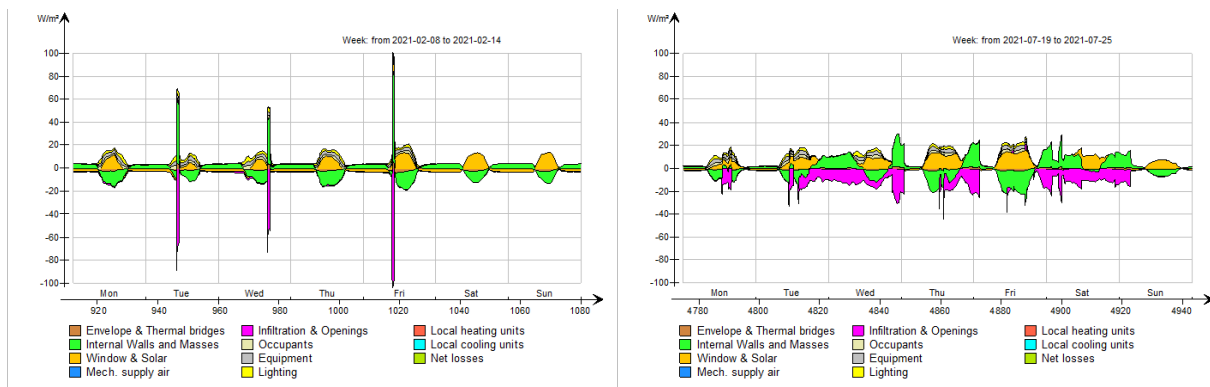 W/m²
Week: from 2021-02-08 to 2021-02-14
100
80
60
40
20
0
-20
-40
-60
-80
-100
Mon Tue Wed Thu Fri Sat Sun
920 940 960 980 1000 1020 1040 1060 1080
Envelope & Thermal bridges Infiltration & Openings Local heating units
Internal Walls and Masses Occupants Local cooling units
Window & Solar Equipment Net losses
Mech. supply air Lighting
W/m²
Week: from 2021-07-19 to 2021-07-25
100
80
60
40
20
0
-20
-40
-60
-80
-100
Mon Tue Wed Thu Fri Sat Sun
4780 4800 4820 4840 4860 4880 4900 4920 4940
Envelope & Thermal bridges Infiltration & Openings Local heating units
Internal Walls and Masses Occupants Local cooling units
Window & Solar Equipment Net losses
Mech. supply air Lighting